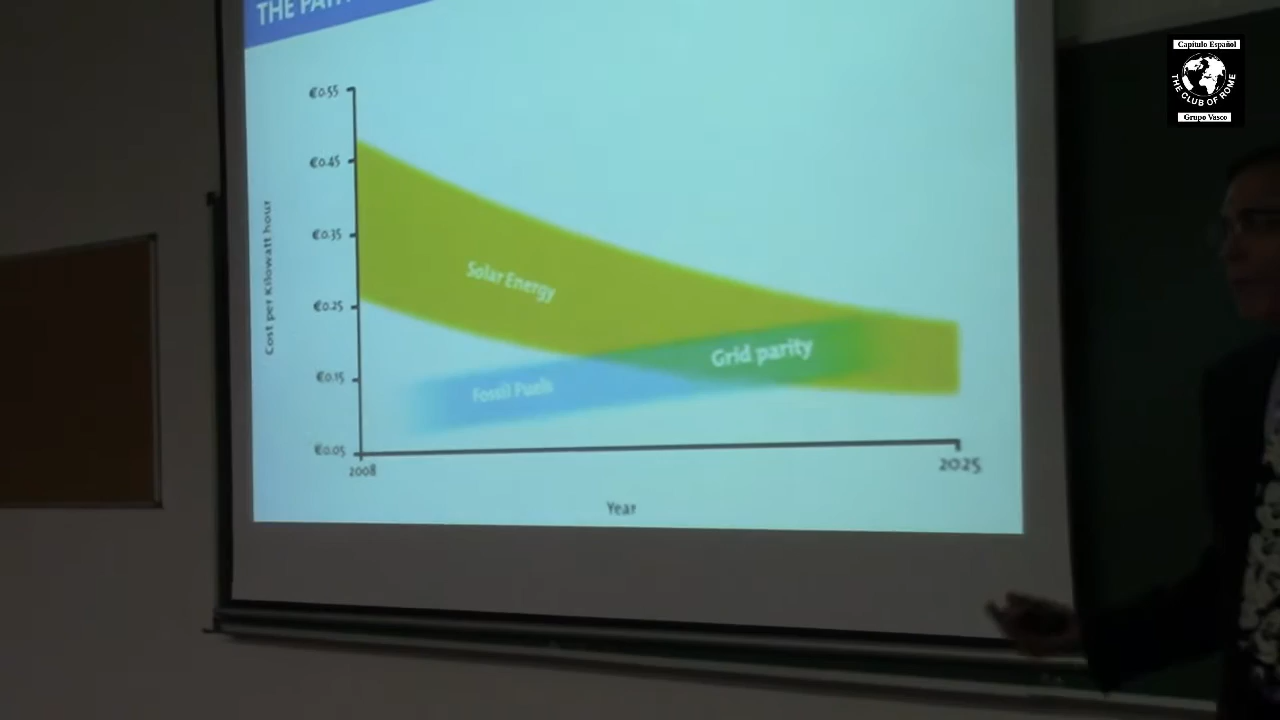 THE
Capítulo Español
THE CLUB OF ROME
Grupo Vasco
€0.55
€0.45
€0.35
€0.25
€0.15
€0.05
Cost per Kilowatt hour
Solar Energy
Fossil Fuels
Grid parity
2008
2025
Year